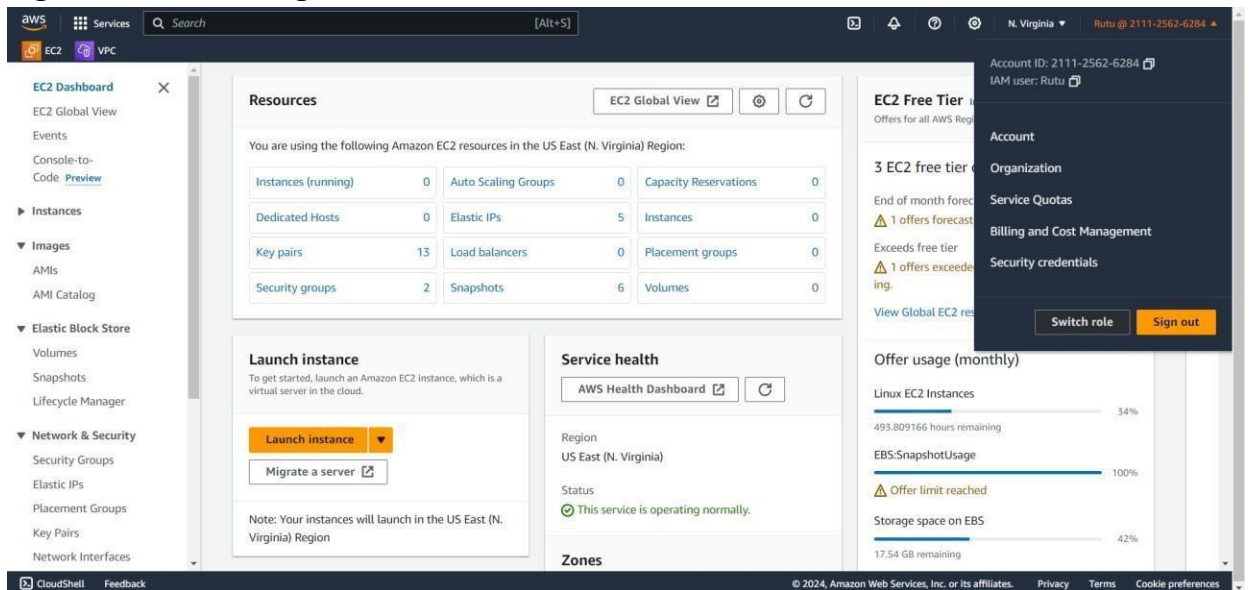 aws
Services
Search
[Alt+S]
N. Virginia
Rutu @ 2111-2562-6284
EC2
VPC
Account ID: 2111-2562-6284
IAM user: Rutu
Account
Organization
Service Quotas
Billing and Cost Management
Security credentials
Switch role
Sign out
EC2 Dashboard
EC2 Global View
Events
Console-to-
Code Preview
Instances
Images
AMIs
AMI Catalog
Elastic Block Store
Volumes
Snapshots
Lifecycle Manager
Network & Security
Security Groups
Elastic IPs
Placement Groups
Key Pairs
Network Interfaces
Resources
EC2 Global View
You are using the following Amazon EC2 resources in the US East (N. Virginia) Region:
Instances (running) 0
Auto Scaling Groups 0
Capacity Reservations 0
Dedicated Hosts 0
Elastic IPs 5
Instances 0
Key pairs 13
Load balancers 0
Placement groups 0
Security groups 2
Snapshots 6
Volumes 0
Launch instance
To get started, launch an Amazon EC2 instance, which is a
virtual server in the cloud.
Launch instance
Migrate a server
Note: Your instances will launch in the US East (N.
Virginia) Region
Service health
AWS Health Dashboard
Region
US East (N. Virginia)
Status
This service is operating normally.
Zones
EC2 Free Tier
Offers for all AWS
3 EC2 free tier
End of month
1 offers forecast
Exceeds free tier
1 offers
ing.
View Global EC2
Offer usage (monthly)
Linux EC2 Instances
34%
493.809166 hours remaining
EBS:SnapshotUsage
100%
Offer limit reached
Storage space on EBS
42%
17.54 GB remaining
CloudShell
Feedback
© 2024, Amazon Web Services, Inc. or its affiliates.
Privacy
Terms
Cookie preferences